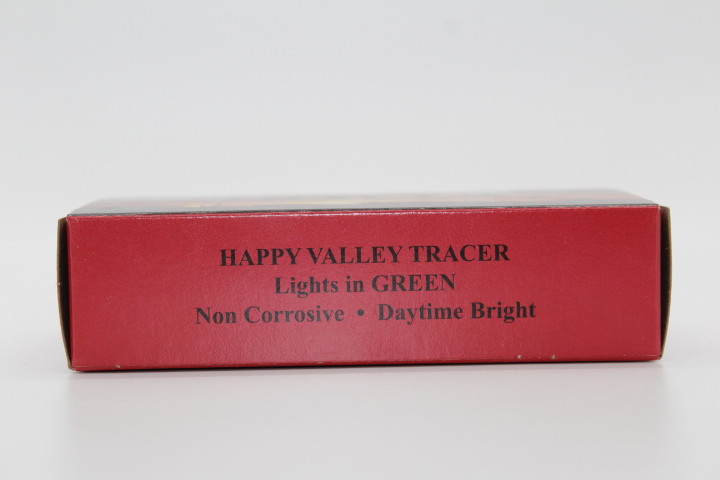 HAPPY VALLEY TRACER
Lights in GREEN
Non Corrosive • Daytime Bright